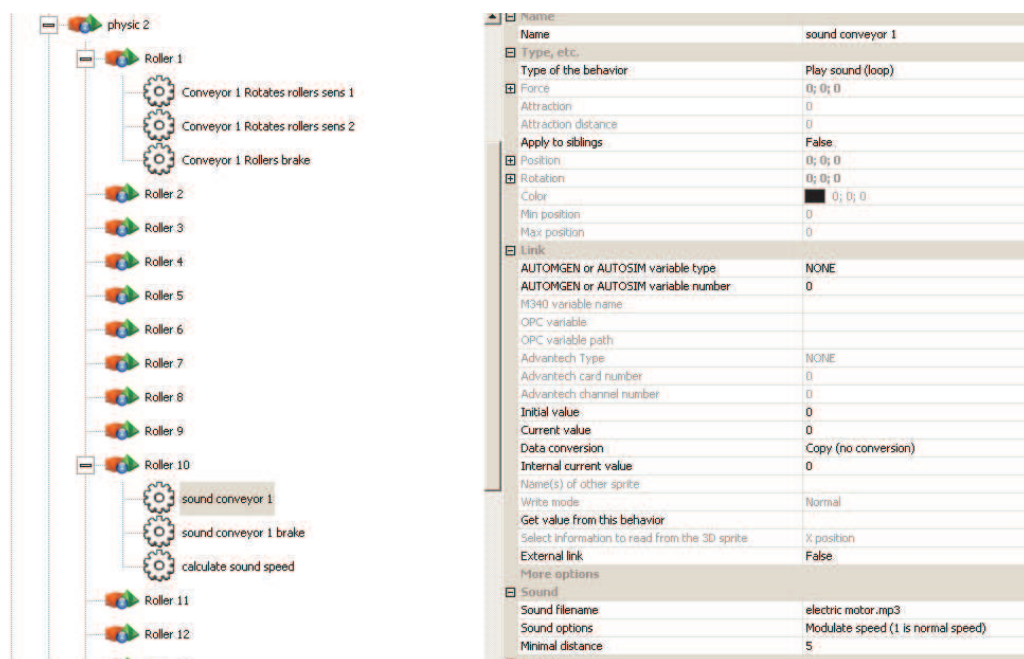 physic 2
Roller 1
Conveyor 1 Rotates rollers sens 1
Conveyor 1 Rotates rollers sens 2
Conveyor 1 Rollers brake
Roller 2
Roller 3
Roller 4
Roller 5
Roller 6
Roller 7
Roller 8
Roller 9
Roller 10
sound conveyor 1
sound conveyor 1 brake
calculate sound speed
Roller 11
Roller 12
Name
Name sound conveyor 1
Type, etc.
Type of the behavior Play sound (loop)
Force 0; 0; 0
Attraction 0
Attraction distance 0
Apply to siblings False
Position 0; 0; 0
Rotation 0; 0; 0
Color 0; 0; 0
Min position 0
Max position 0
Link
AUTOMGEN or AUTOSIM variable type NONE
AUTOMGEN or AUTOSIM variable number 0
M340 variable name
OPC variable
OPC variable path
Advantech Type NONE
Advantech card number 0
Advantech channel number 0
Initial value 0
Current value 0
Data conversion Copy (no conversion)
Internal current value 0
Name(s) of other sprite
Write mode Normal
Get value from this behavior
Select information to read from the 3D sprite X position
External link False
More options
Sound
Sound filename electric motor.mp3
Sound options Modulate speed (1 is normal speed)
Minimal distance 5